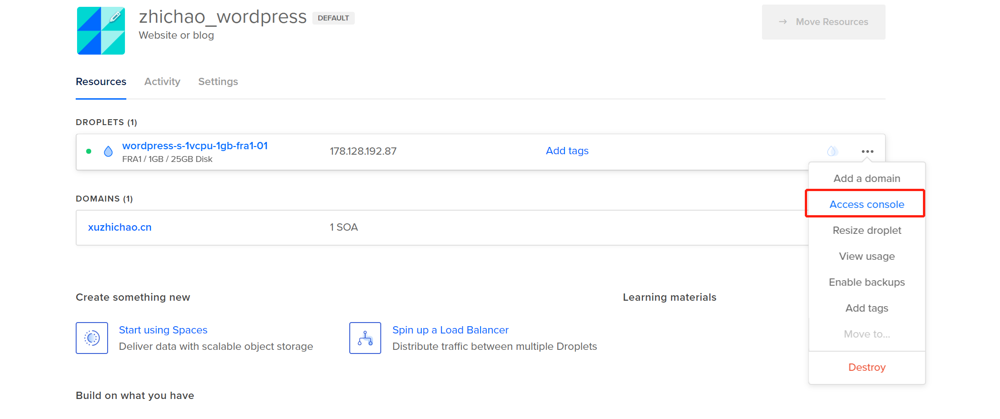 zhichao_wordpress DEFAULT
Website or blog
→ Move Resources
Resources Activity Settings
DROPLETS (1)
wordpress-s-1vcpu-1gb-fra1-01
FRA1 / 1GB / 25GB Disk
178.128.192.87
Add tags
Add a domain
Access console
Resize droplet
View usage
Enable backups
Add tags
Move to...
Destroy
DOMAINS (1)
xuzhichao.cn
1 SOA
Create something new
Start using Spaces
Deliver data with scalable object storage
Spin up a Load Balancer
Distribute traffic between multiple Droplets
Learning materials
Build on what you have